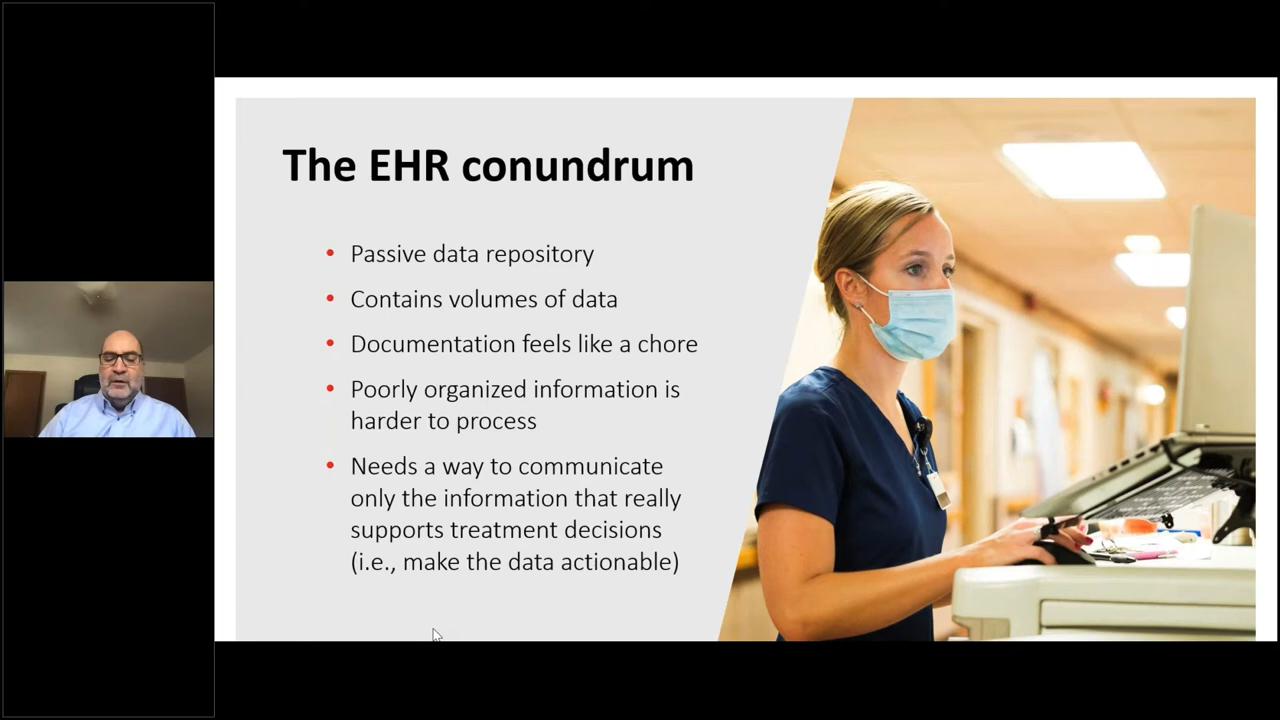 The EHR conundrum
• Passive data repository
• Contains volumes of data
• Documentation feels like a chore
• Poorly organized information is
harder to process
• Needs a way to communicate
only the information that really
supports treatment decisions
(i.e., make the data actionable)